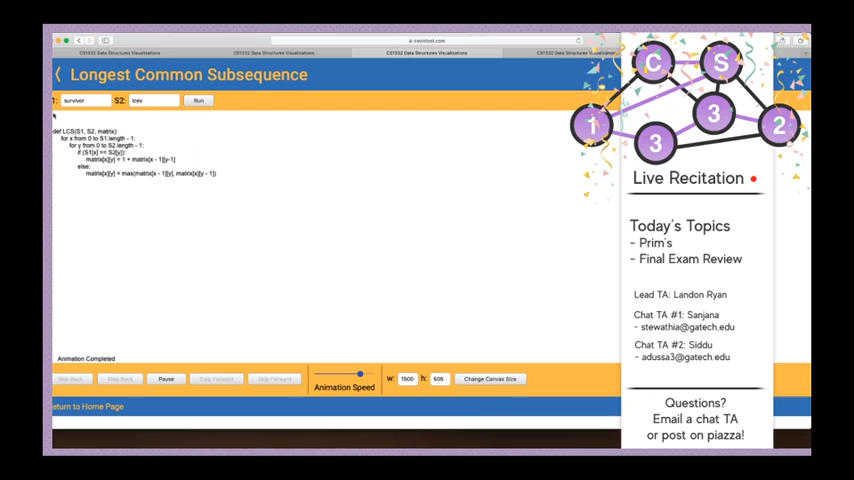 csvistool.com
CS1332 Data Structures Visualizations
CS1332 Data Structures Visualizations
CS1332 Data Structures Visualizations
CS1332 Data Structures Visualization
Longest Common Subsequence
1: survivor S2: icev Run
def LCS(S1, S2, matrix):
for x from 0 to S1.length - 1:
for y from 0 to S2.length - 1:
if (S1[x] == S2[y]):
matrix[x][y] = 1 + matrix[x - 1][y-1]
else:
matrix[x][y] = max(matrix[x - 1][y], matrix[x][y - 1])
Animation Completed
Skip Back Step Back Pause Step Forward Skip Forward
Animation Speed
w: 1500 h: 505 Change Canvas Size
eturn to Home Page
C S
1 3 3 2
Live Recitation
Today's Topics
- Prim's
- Final Exam Review
Lead TA: Landon Ryan
Chat TA #1: Sanjana
- stewathia@gatech.edu
Chat TA #2: Siddu
- adussa3@gatech.edu
Questions?
Email a chat TA
or post on piazza!